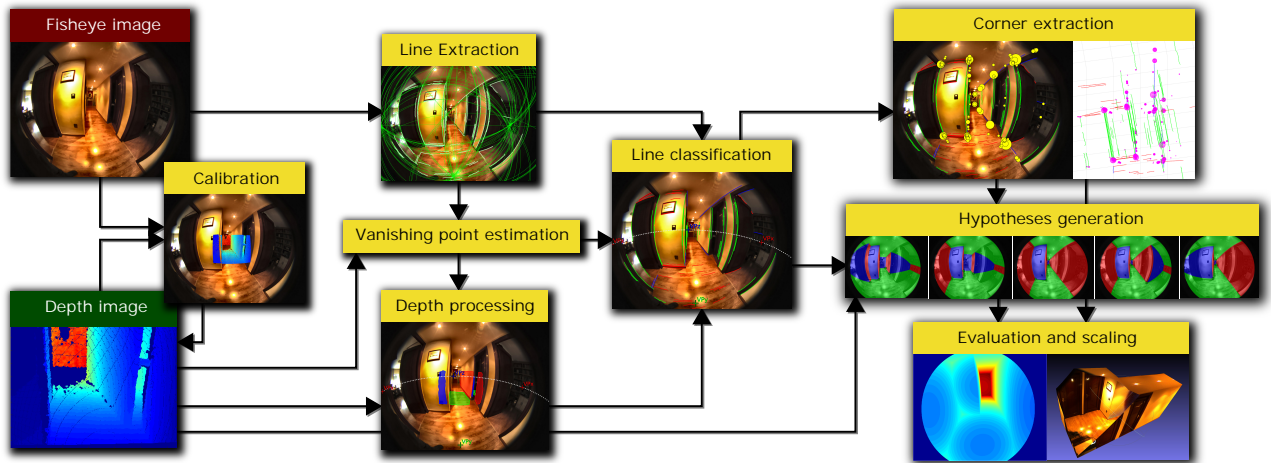 Fisheye image
Line Extraction
Corner extraction
Calibration
Line classification
Vanishing point estimation
Hypotheses generation
Depth image
Depth processing
Evaluation and scaling